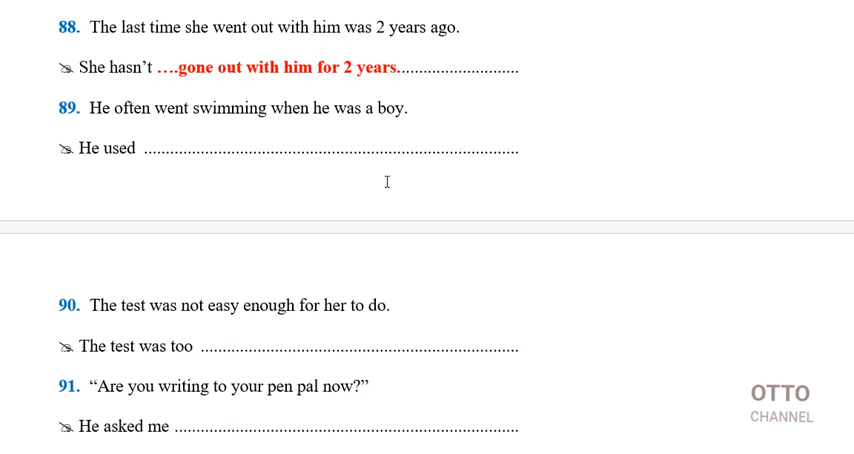 88. The last time she went out with him was 2 years ago.
She hasn’t ….gone out with him for 2 years...........................
89. He often went swimming when he was a boy.
He used ......................................................................................
90. The test was not easy enough for her to do.
The test was too .........................................................................
91. “Are you writing to your pen pal now?”
He asked me ...............................................................................
OTTO
CHANNEL